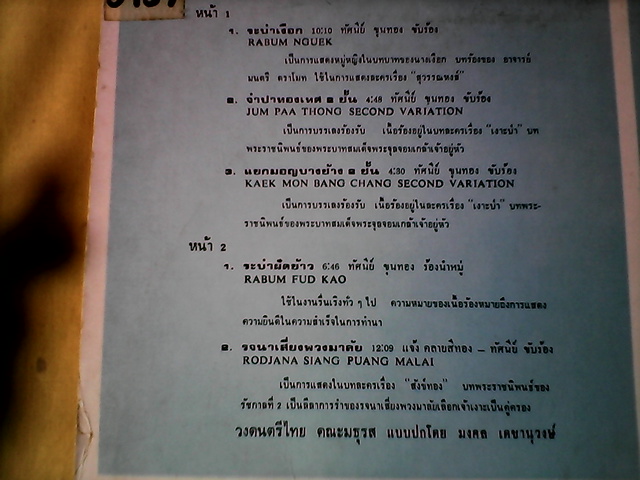 หน้า 1
๑. ระบำเงือก 10:10 ทัศนีย์ ขุนทอง ขับร้อง
RABUM NGUEK
เป็นการแสดงหมู่หญิงในบทบาทของนางเงือก บทร้องของ อาจารย์
มนตรี ตราโมท ใช้ในการแสดงละครเรื่อง "สุวรรณหงส์"
๒. จำปาทองเทศ ๒ ชั้น 4:48 ทัศนีย์ ขุนทอง ขับร้อง
JUM PAA THONG SECOND VARIATION
เป็นการบรรเลงร้องรับ เนื้อร้องอยู่ในบทละครเรื่อง "เงาะป่า" บท
พระราชนิพนธ์ของพระบาทสมเด็จพระจุลจอมเกล้าเจ้าอยู่หัว
๓. แขกมอญบางช้าง ๒ ชั้น 4:30 ทัศนีย์ ขุนทอง ขับร้อง
KAEK MON BANG CHANG SECOND VARIATION
เป็นการบรรเลงร้องรับ เนื้อร้องอยู่ในละครเรื่อง "เงาะป่า" บทพระ-
ราชนิพนธ์ของพระบาทสมเด็จพระจุลจอมเกล้าเจ้าอยู่หัว
หน้า 2
๑. ระบำฝัดข้าว 6:46 ทัศนีย์ ขุนทอง ร้องนำหมู่
RABUM FUD KAO
ใช้ในงานรื่นเริงทั่ว ๆ ไป ความหมายของเนื้อร้องหมายถึงการแสดง
ความยินดีในความสำเร็จในการทำนา
๒. รจนาเสี่ยงพวงมาลัย 12:09 แจ้ง คล้ายสีทอง – ทัศนีย์ ขับร้อง
RODJANA SIANG PUANG MALAI
เป็นการแสดงในบทละครเรื่อง "สังข์ทอง" บทพระราชนิพนธ์ของ
รัชกาลที่ 2 เป็นลีลาการรำของรจนาเสี่ยงพวงมาลัยเลือกเจ้าเงาะเป็นคู่ครอง
วงดนตรีไทย คณะมธุรส แบบปกโดย มงคล เดชานุวงษ์